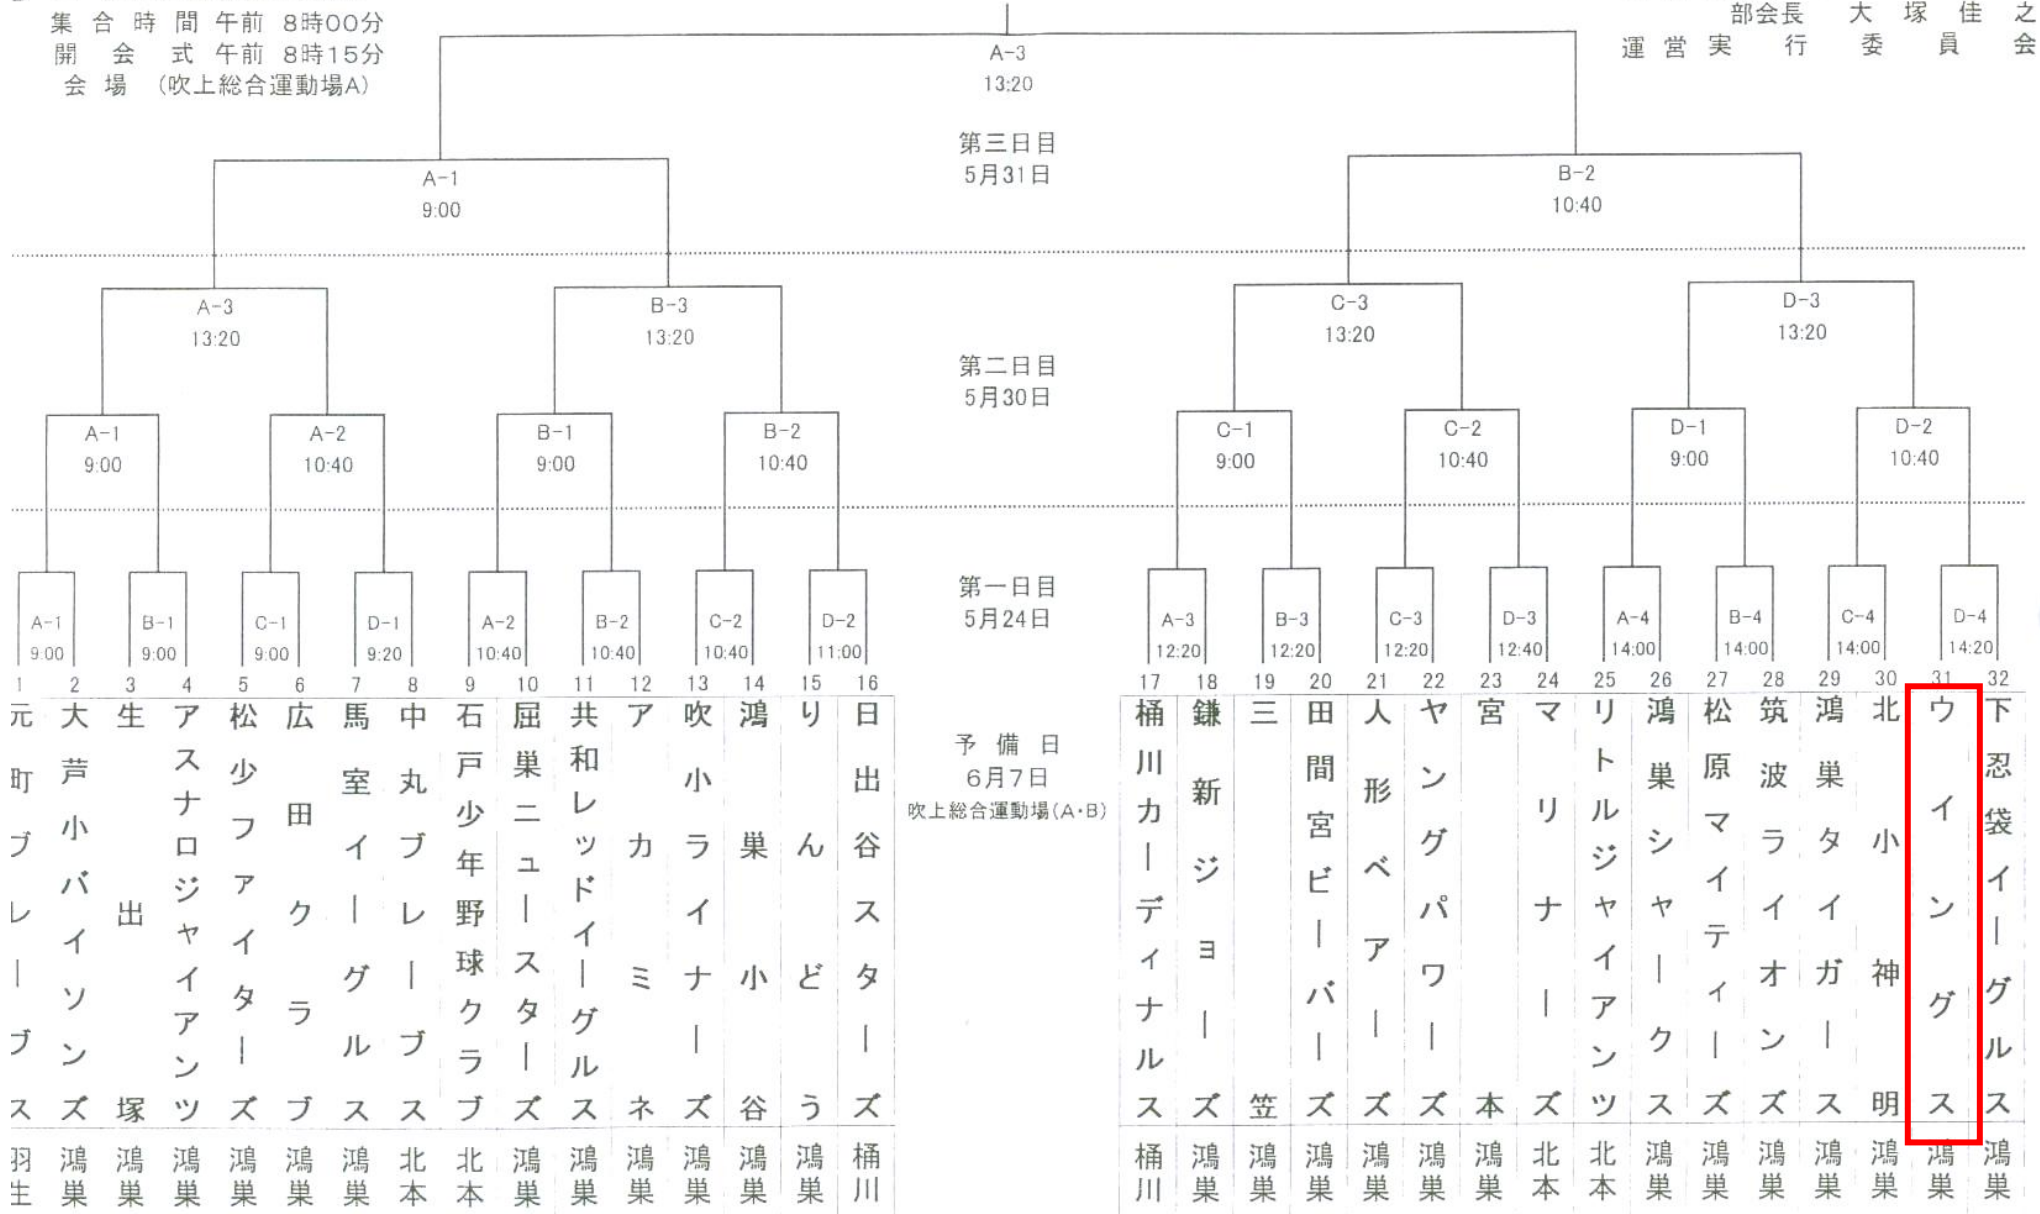 集合時間 午前 8時00分
開会式 午前 8時15分
会場 (吹上総合運動場A)
部会長 大塚佳之
運営実行委員会
A-3
13:20
第三日目
5月31日
A-1
9:00
B-2
10:40
A-3
13:20
B-3
13:20
C-3
13:20
D-3
13:20
第二日目
5月30日
A-1
9:00
A-2
10:40
B-1
9:00
B-2
10:40
C-1
9:00
C-2
10:40
D-1
9:00
D-2
10:40
第一日目
5月24日
A-1
9:00
B-1
9:00
C-1
9:00
D-1
9:20
A-2
10:40
B-2
10:40
C-2
10:40
D-2
11:00
A-3
12:20
B-3
12:20
C-3
12:20
D-3
12:40
A-4
14:00
B-4
14:00
C-4
14:00
D-4
14:20
予備日
6月7日
吹上総合運動場(A・B)
1 元町ブレーブス 羽生
2 大芦小バイソンズ 鴻巣
3 生出塚 鴻巣
4 アスナロジャイアンツ 鴻巣
5 松少ファイターズ 鴻巣
6 広田クラブ 鴻巣
7 馬室イーグルス 鴻巣
8 中丸ブレーブス 北本
9 石戸少年野球クラブ 北本
10 屈巣ニュースターズ 鴻巣
11 共和レッドイーグルス 鴻巣
12 アカミネ 鴻巣
13 吹小ライナーズ 鴻巣
14 鴻巣小谷 鴻巣
15 りんどう 鴻巣
16 日出谷スターズ 桶川
17 桶川カーディナルス 桶川
18 鎌新ジョーズ 鴻巣
19 三笠 鴻巣
20 田間宮ビーバーズ 鴻巣
21 人形ベアーズ 鴻巣
22 ヤングパワーズ 鴻巣
23 宮本 鴻巣
24 マリナーズ 北本
25 リトルジャイアンツ 北本
26 鴻巣シャークス 鴻巣
27 松原マイティーズ 鴻巣
28 筑波ライオンズ 鴻巣
29 鴻巣タイガース 鴻巣
30 北小神明 鴻巣
31 ウイングス 鴻巣
32 下忍袋イーグルス 鴻巣